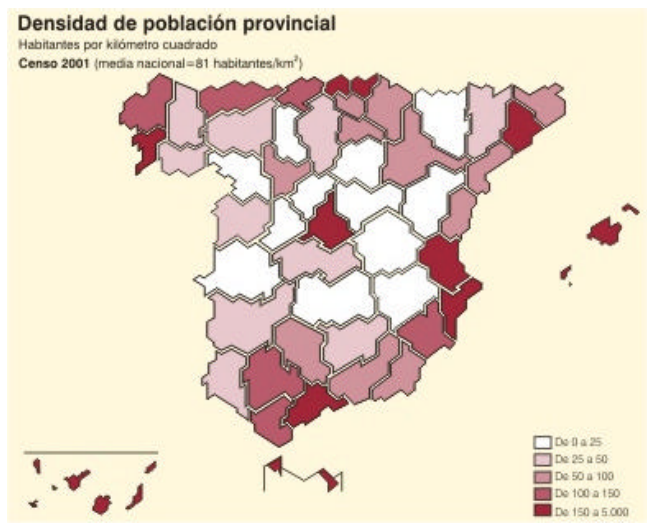 Densidad de población provincial
Habitantes por kilómetro cuadrado
Censo 2001 (media nacional=81 habitantes/km²)
De 0 a 25
De 25 a 50
De 50 a 100
De 100 a 150
De 150 a 5.000